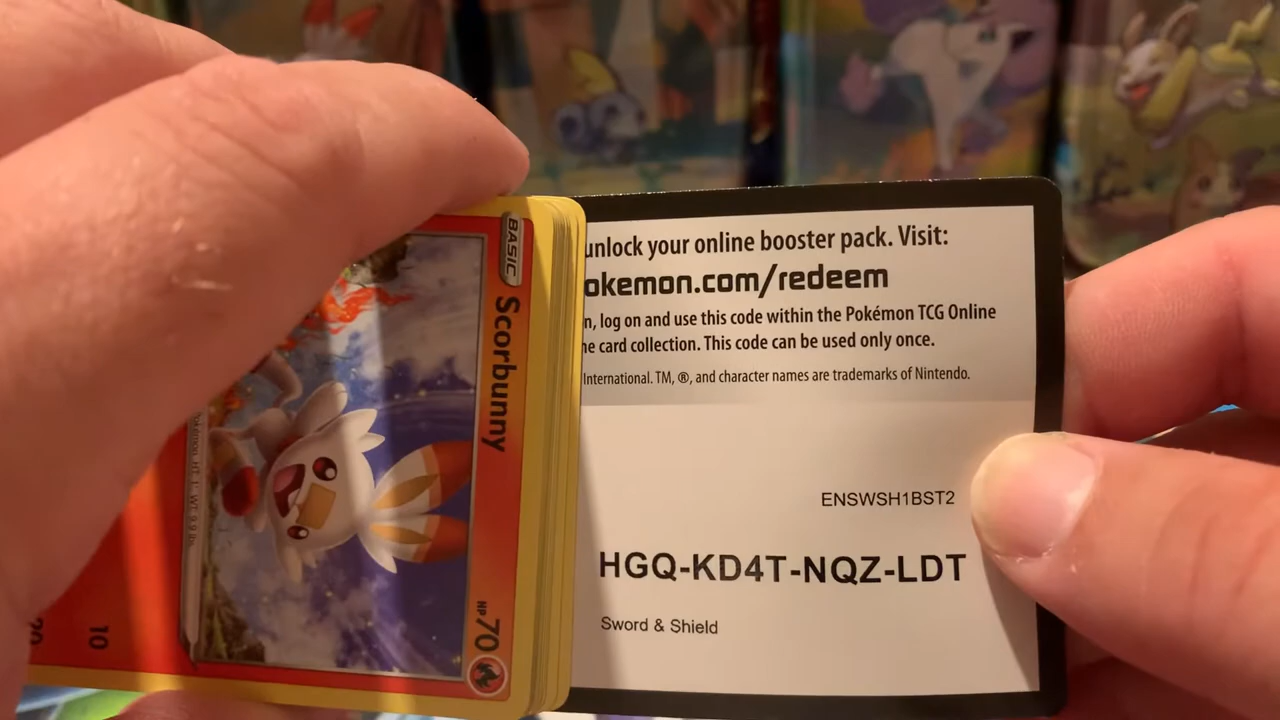 BASIC
Scorbunny
HP 70
10
unlock your online booster pack. Visit:
okemon.com/redeem
n, log on and use this code within the Pokémon TCG Online
he card collection. This code can be used only once.
International. TM, ®, and character names are trademarks of Nintendo.
ENSWSH1BST2
HGQ-KD4T-NQZ-LDT
Sword & Shield